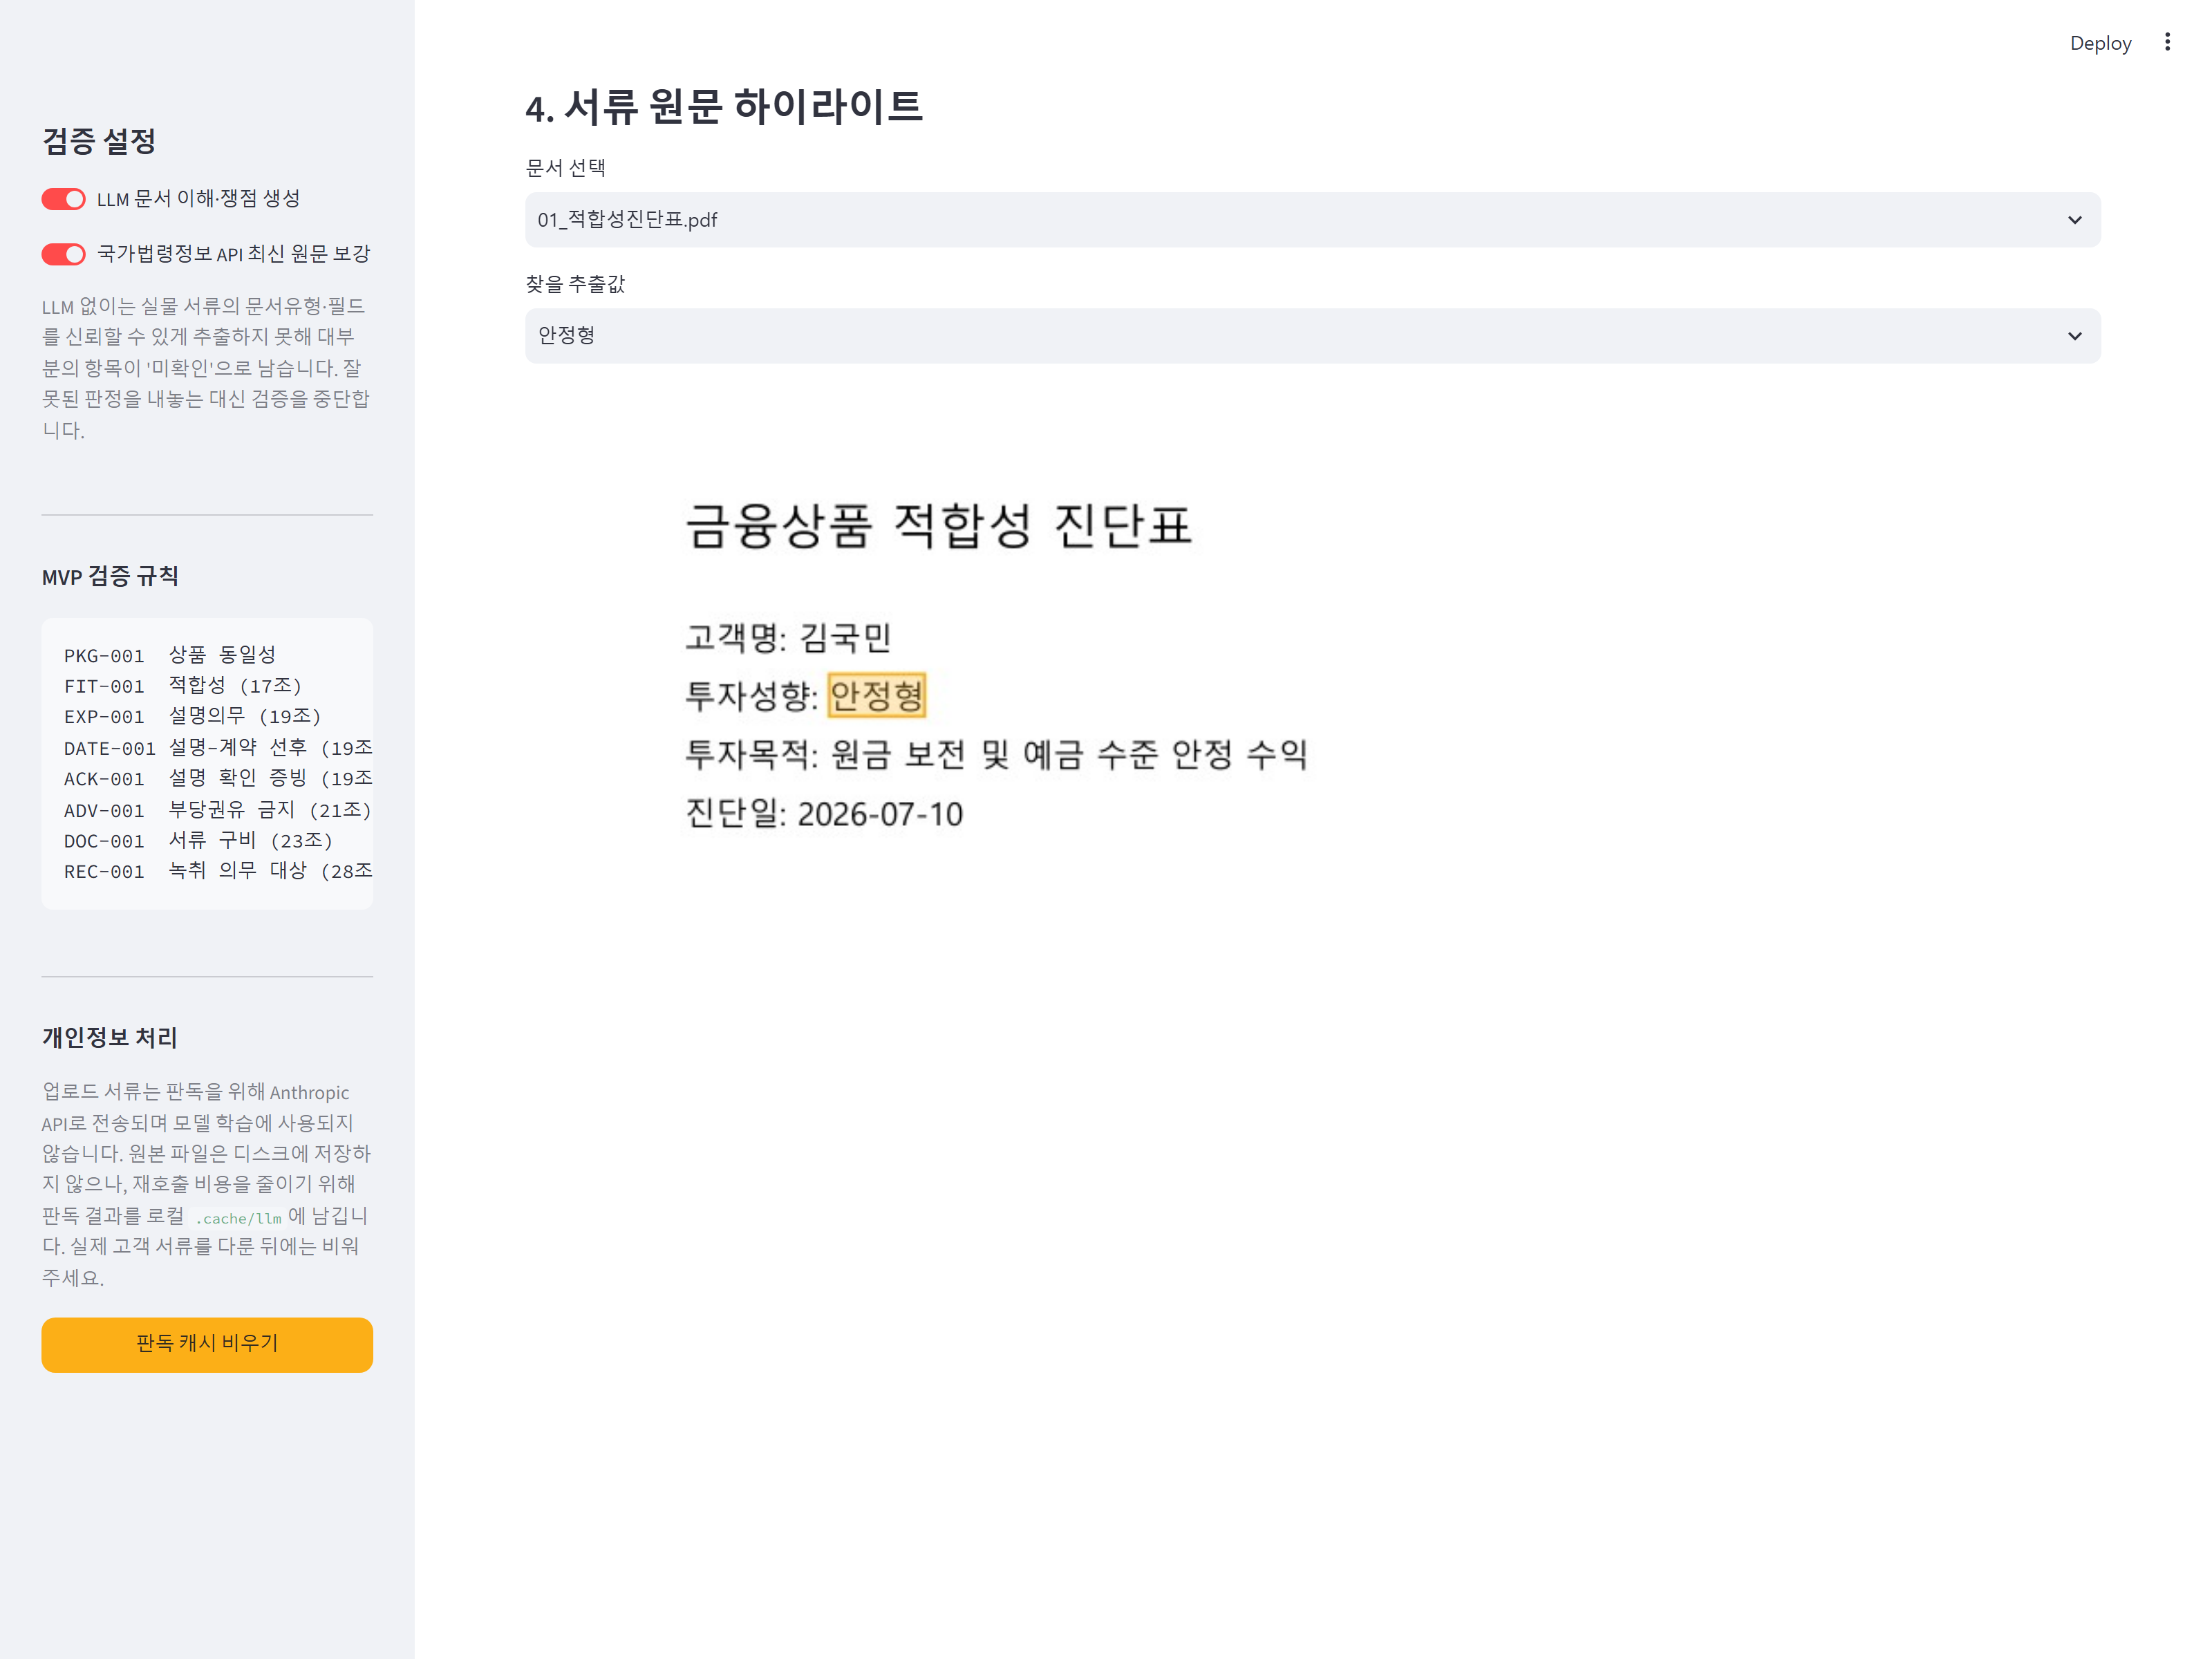 Deploy
검증 설정
LLM 문서 이해·쟁점 생성
국가법령정보 API 최신 원문 보강
LLM 없이는 실물 서류의 문서유형·필드
를 신뢰할 수 있게 추출하지 못해 대부
분의 항목이 '미확인'으로 남습니다. 잘
못된 판정을 내놓는 대신 검증을 중단합
니다.
MVP 검증 규칙
PKG-001 상품 동일성
FIT-001 적합성 (17조)
EXP-001 설명의무 (19조)
DATE-001 설명-계약 선후 (19조
ACK-001 설명 확인 증빙 (19조
ADV-001 부당권유 금지 (21조)
DOC-001 서류 구비 (23조)
REC-001 녹취 의무 대상 (28조
개인정보 처리
업로드 서류는 판독을 위해 Anthropic
API로 전송되며 모델 학습에 사용되지
않습니다. 원본 파일은 디스크에 저장하
지 않으나, 재호출 비용을 줄이기 위해
판독 결과를 로컬 .cache/llm 에 남깁니
다. 실제 고객 서류를 다룬 뒤에는 비워
주세요.
판독 캐시 비우기
4. 서류 원문 하이라이트
문서 선택
01_적합성진단표.pdf
찾을 추출값
안정형
금융상품 적합성 진단표
고객명: 김국민
투자성향: 안정형
투자목적: 원금 보전 및 예금 수준 안정 수익
진단일: 2026-07-10